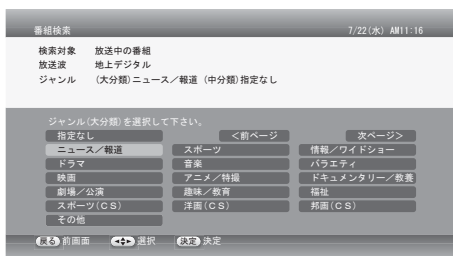 番組検索 7/22(水) AM11:16
検索対象 放送中の番組
放送波 地上デジタル
ジャンル (大分類)ニュース／報道 (中分類)指定なし
ジャンル(大分類)を選択して下さい。
指定なし <前ページ 次ページ>
ニュース／報道 スポーツ 情報／ワイドショー
ドラマ 音楽 バラエティ
映画 アニメ／特撮 ドキュメンタリー／教養
劇場／公演 趣味／教育 福祉
スポーツ(CS) 洋画(CS) 邦画(CS)
その他
戻る 前画面 選択 決定 決定